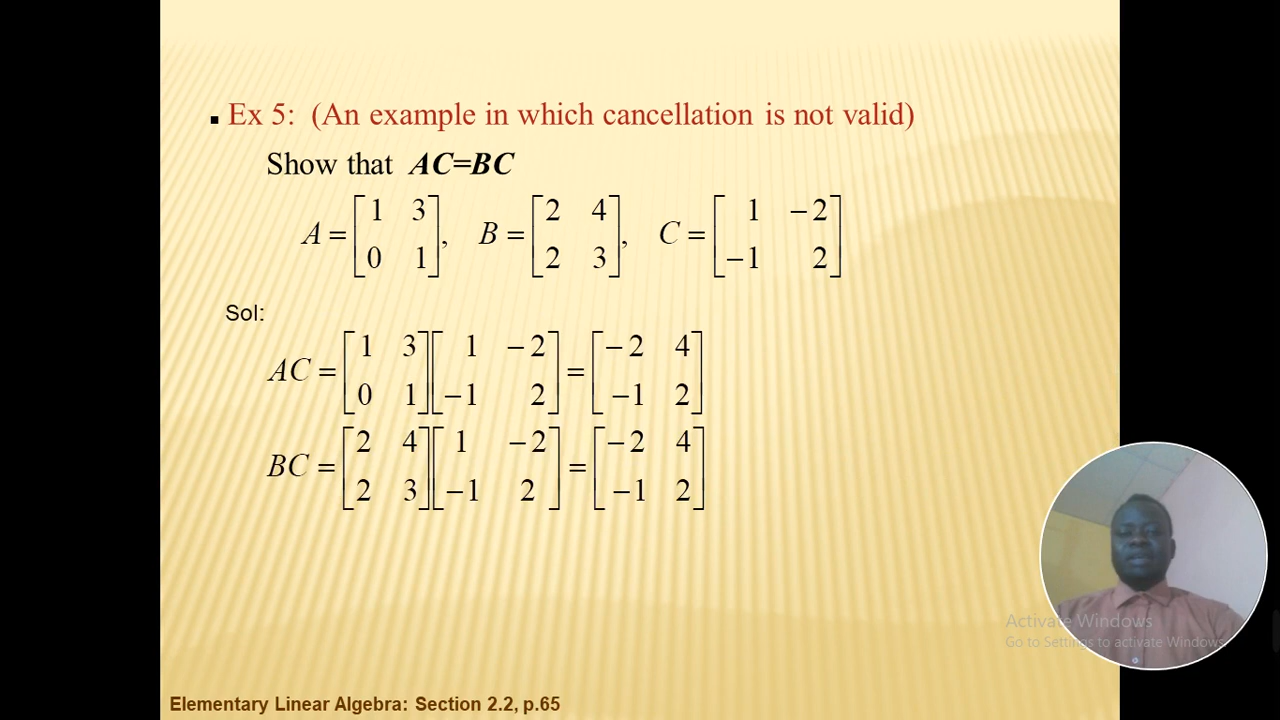 ▪ Ex 5: (An example in which cancellation is not valid)
Show that AC=BC
A = [1 3; 0 1], B = [2 4; 2 3], C = [1 −2; −1 2]
Sol:
AC = [1 3; 0 1][1 −2; −1 2] = [−2 4; −1 2]
BC = [2 4; 2 3][1 −2; −1 2] = [−2 4; −1 2]
Activate Windows
Go to Settings to activate Windows.
Elementary Linear Algebra: Section 2.2, p.65